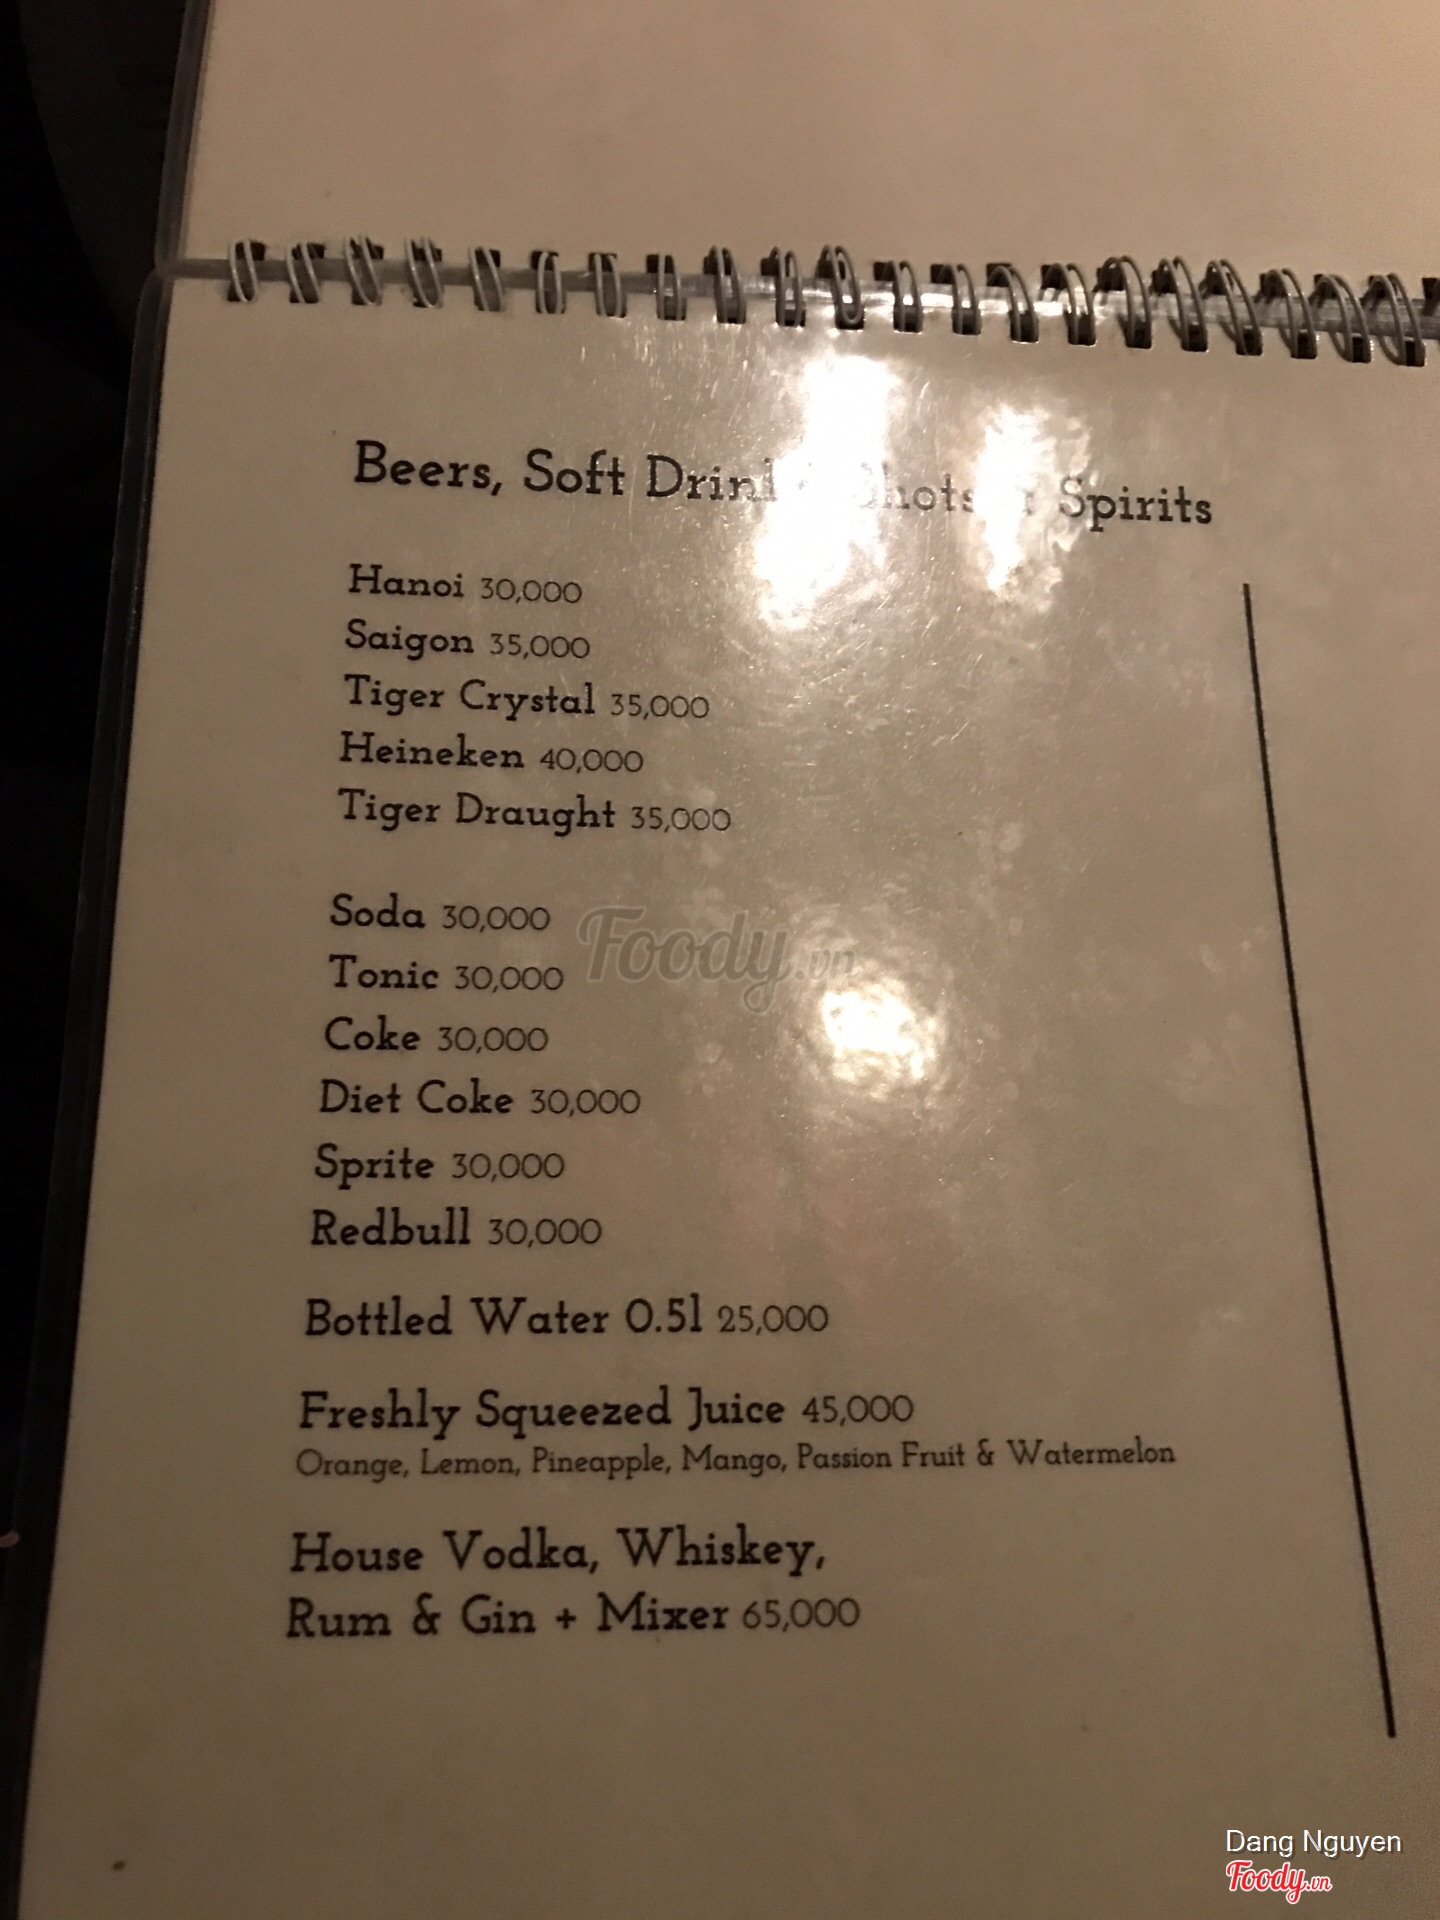 Beers, Soft Drinks, Shots & Spirits
Hanoi 30,000
Saigon 35,000
Tiger Crystal 35,000
Heineken 40,000
Tiger Draught 35,000
Soda 30,000
Tonic 30,000
Coke 30,000
Diet Coke 30,000
Sprite 30,000
Redbull 30,000
Foody.vn
Bottled Water 0.5l 25,000
Freshly Squeezed Juice 45,000
Orange, Lemon, Pineapple, Mango, Passion Fruit & Watermelon
House Vodka, Whiskey,
Rum & Gin + Mixer 65,000
Dang Nguyen
Foody.vn